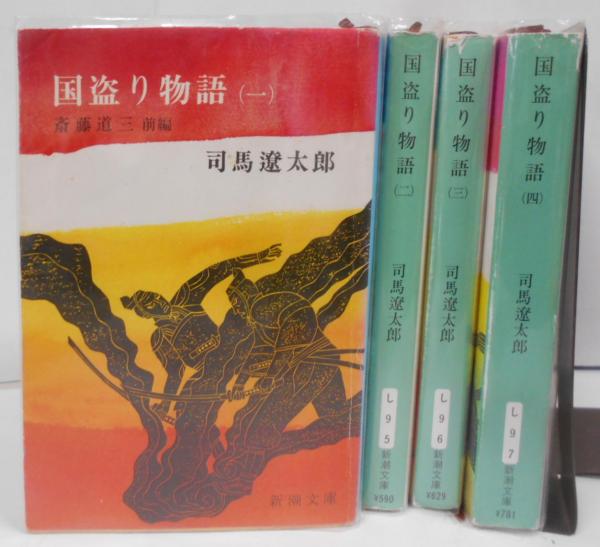 国盗り物語(一)
斎藤道三 前編
司馬遼太郎
新潮文庫
国盗り物語(二)
司馬遼太郎
し
9
5
新潮文庫
¥590
国盗り物語(三)
司馬遼太郎
し
9
6
新潮文庫
¥629
国盗り物語(四)
司馬遼太郎
し
9
7
新潮文庫
¥781